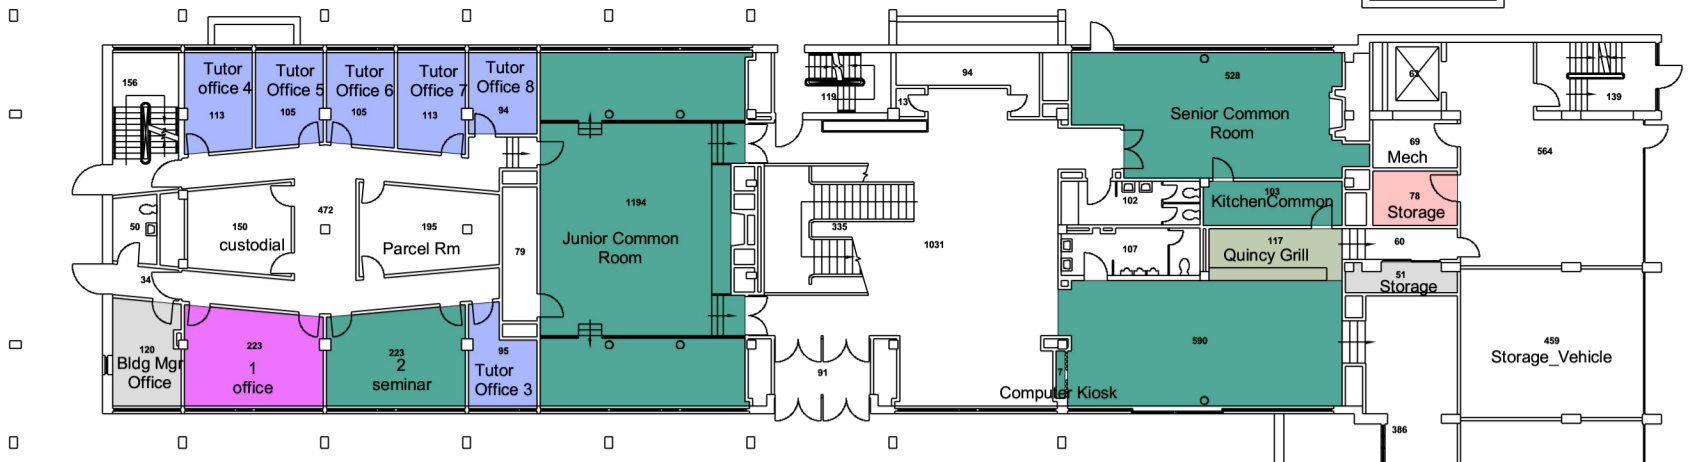 156
Tutor
office 4
113
Tutor
Office 5
105
Tutor
Office 6
105
Tutor
Office 7
113
Tutor
Office 8
94
119
94
13
528
Senior Common
Room
63
139
69
Mech
564
50
150
custodial
472
195
Parcel Rm
79
1194
Junior Common
Room
335
1031
102
103
KitchenCommon
78
Storage
107
117
Quincy Grill
60
51
Storage
34
120
Bldg Mgr
Office
223
1
office
223
2
seminar
95
Tutor
Office 3
91
7
Computer Kiosk
590
459
Storage_Vehicle
386